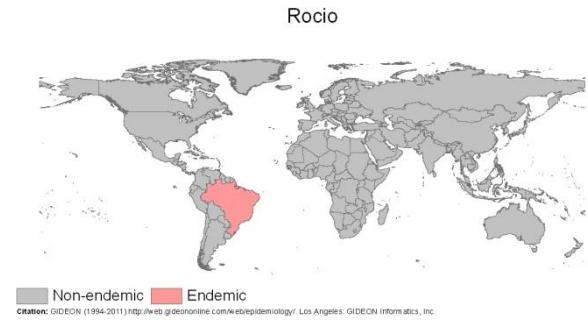 Rocio
Non-endemic Endemic
Citation: GIDEON (1994-2011) http://web.gideononline.com/web/epidemiology/. Los Angeles: GIDEON Informatics, Inc.